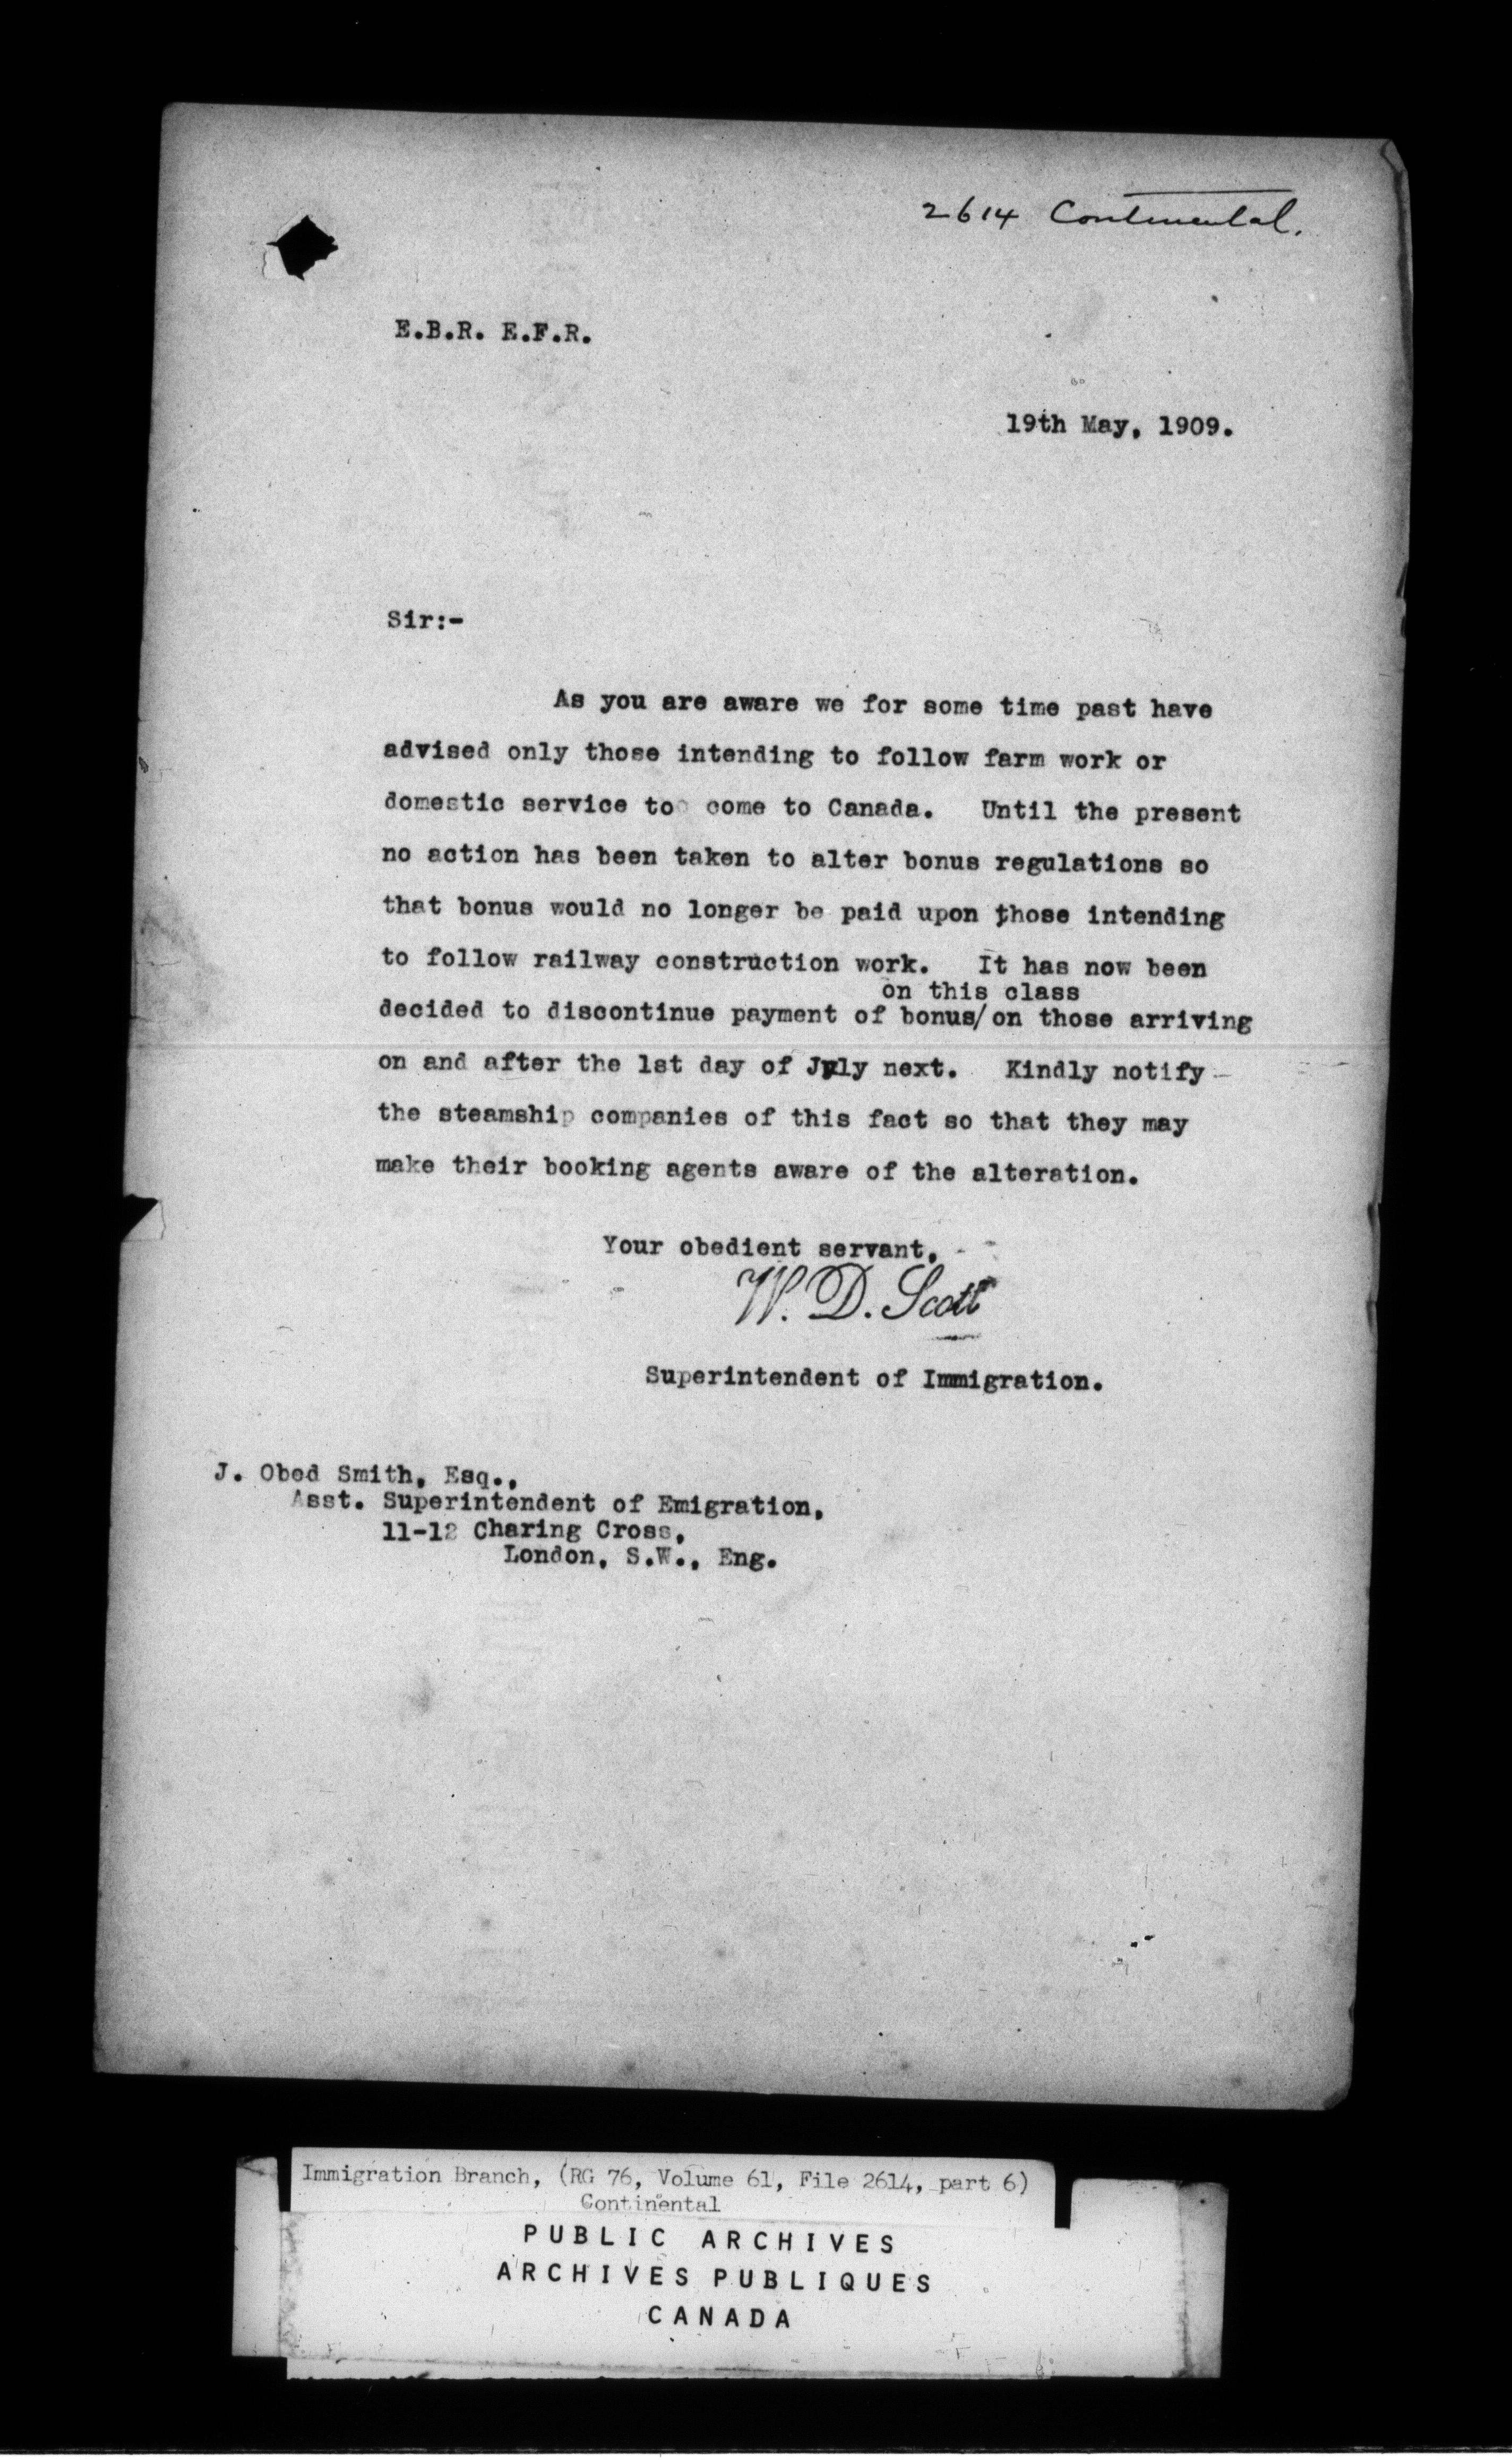 2614 Continental.
E.B.R. E.F.R.
19th May, 1909.
Sir:-
As you are aware we for some time past have
advised only those intending to follow farm work or
domestic service to come to Canada. Until the present
no action has been taken to alter bonus regulations so
that bonus would no longer be paid upon those intending
to follow railway construction work. It has now been
on this class
decided to discontinue payment of bonus/on those arriving
on and after the 1st day of July next. Kindly notify
the steamship companies of this fact so that they may
make their booking agents aware of the alteration.
Your obedient servant,
W. D. Scott
Superintendent of Immigration.
J. Obed Smith, Esq.,
Asst. Superintendent of Emigration,
11-12 Charing Cross,
London, S.W., Eng.
Immigration Branch, (RG 76, Volume 61, File 2614, part 6)
Continental
PUBLIC ARCHIVES
ARCHIVES PUBLIQUES
CANADA